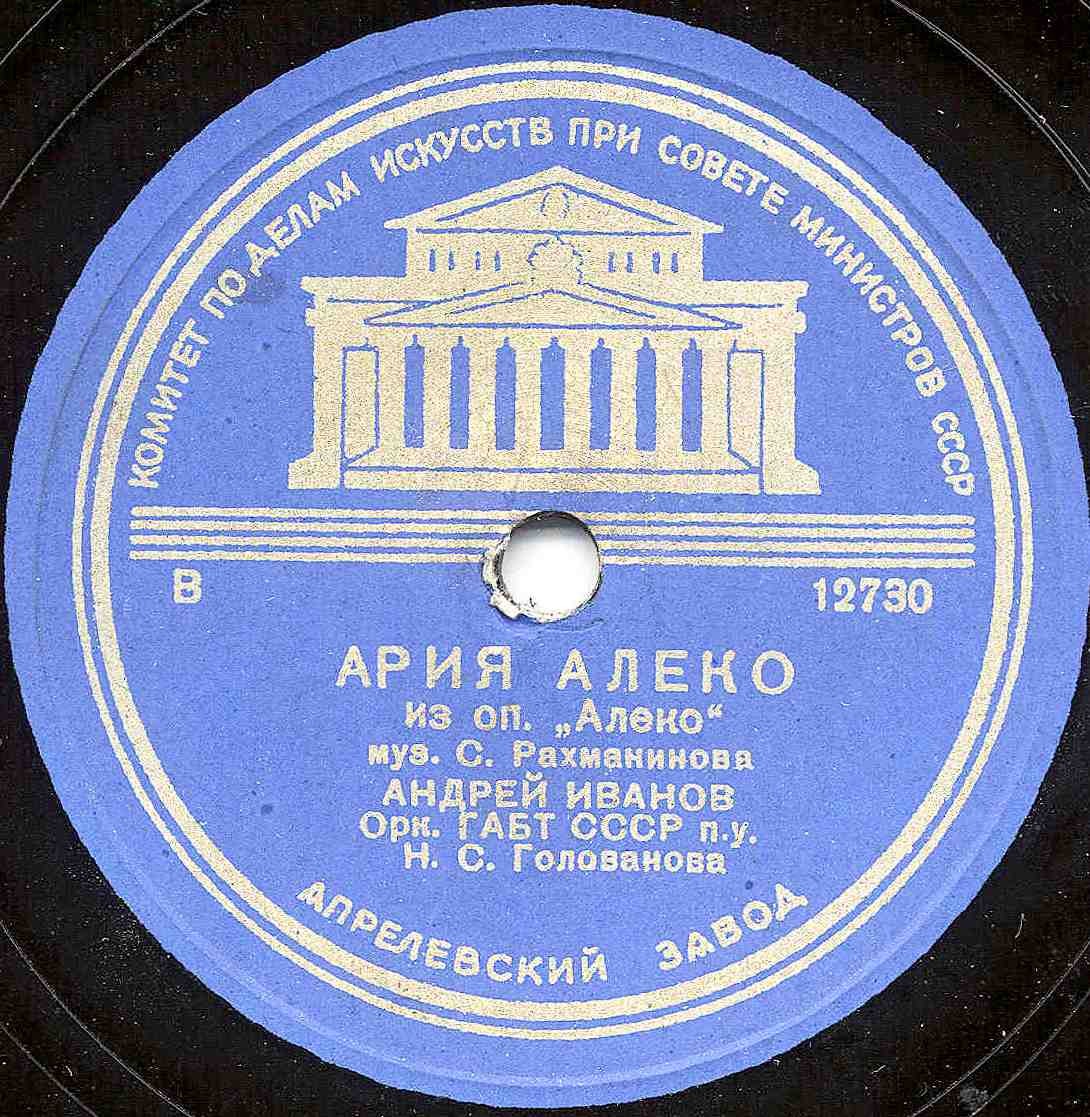 КОМИТЕТ ПО ДЕЛАМ ИСКУССТВ ПРИ СОВЕТЕ МИНИСТРОВ СССР
В 12730
АРИЯ АЛЕКО
из оп. „Алеко“
муз. С. Рахманинова
АНДРЕЙ ИВАНОВ
Орк. ГАБТ СССР п.у.
Н. С. Голованова
АПРЕЛЕВСКИЙ ЗАВОД